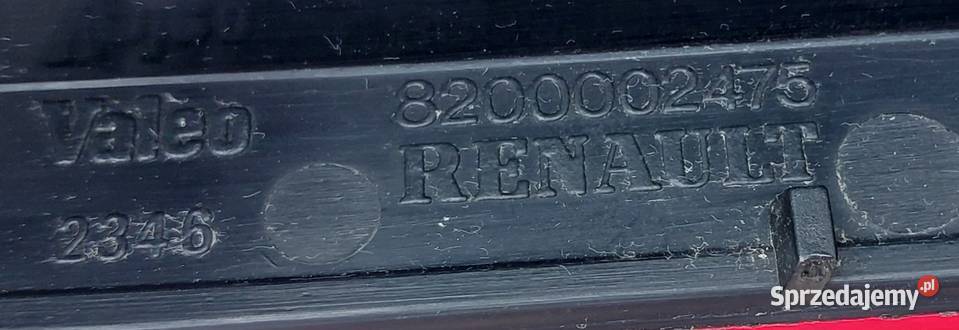 Valeo
2346
8200002475
RENAULT
Sprzedajemy.pl